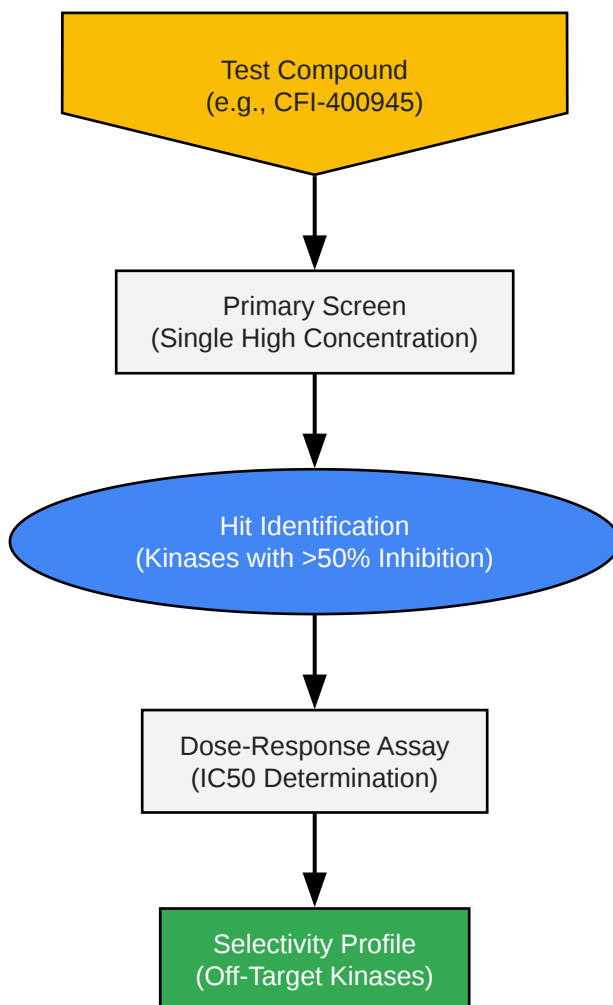 Test Compound
(e.g., CFI-400945)
Primary Screen
(Single High Concentration)
Hit Identification
(Kinases with >50% Inhibition)
Dose-Response Assay
(IC50 Determination)
Selectivity Profile
(Off-Target Kinases)